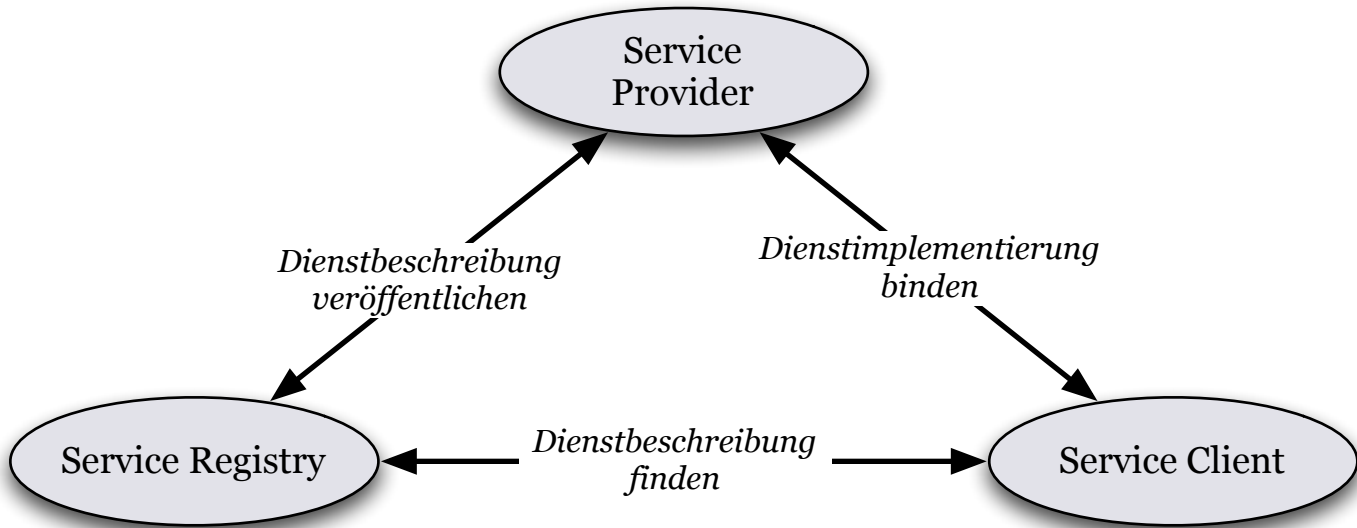 Service
Provider
Dienstbeschreibung
veröffentlichen
Dienstimplementierung
binden
Service Registry
Dienstbeschreibung
finden
Service Client